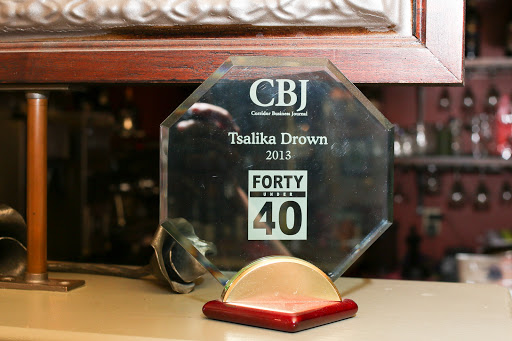 CBJ
Corridor Business Journal
Tsalika Drown
2013
FORTY
UNDER
40